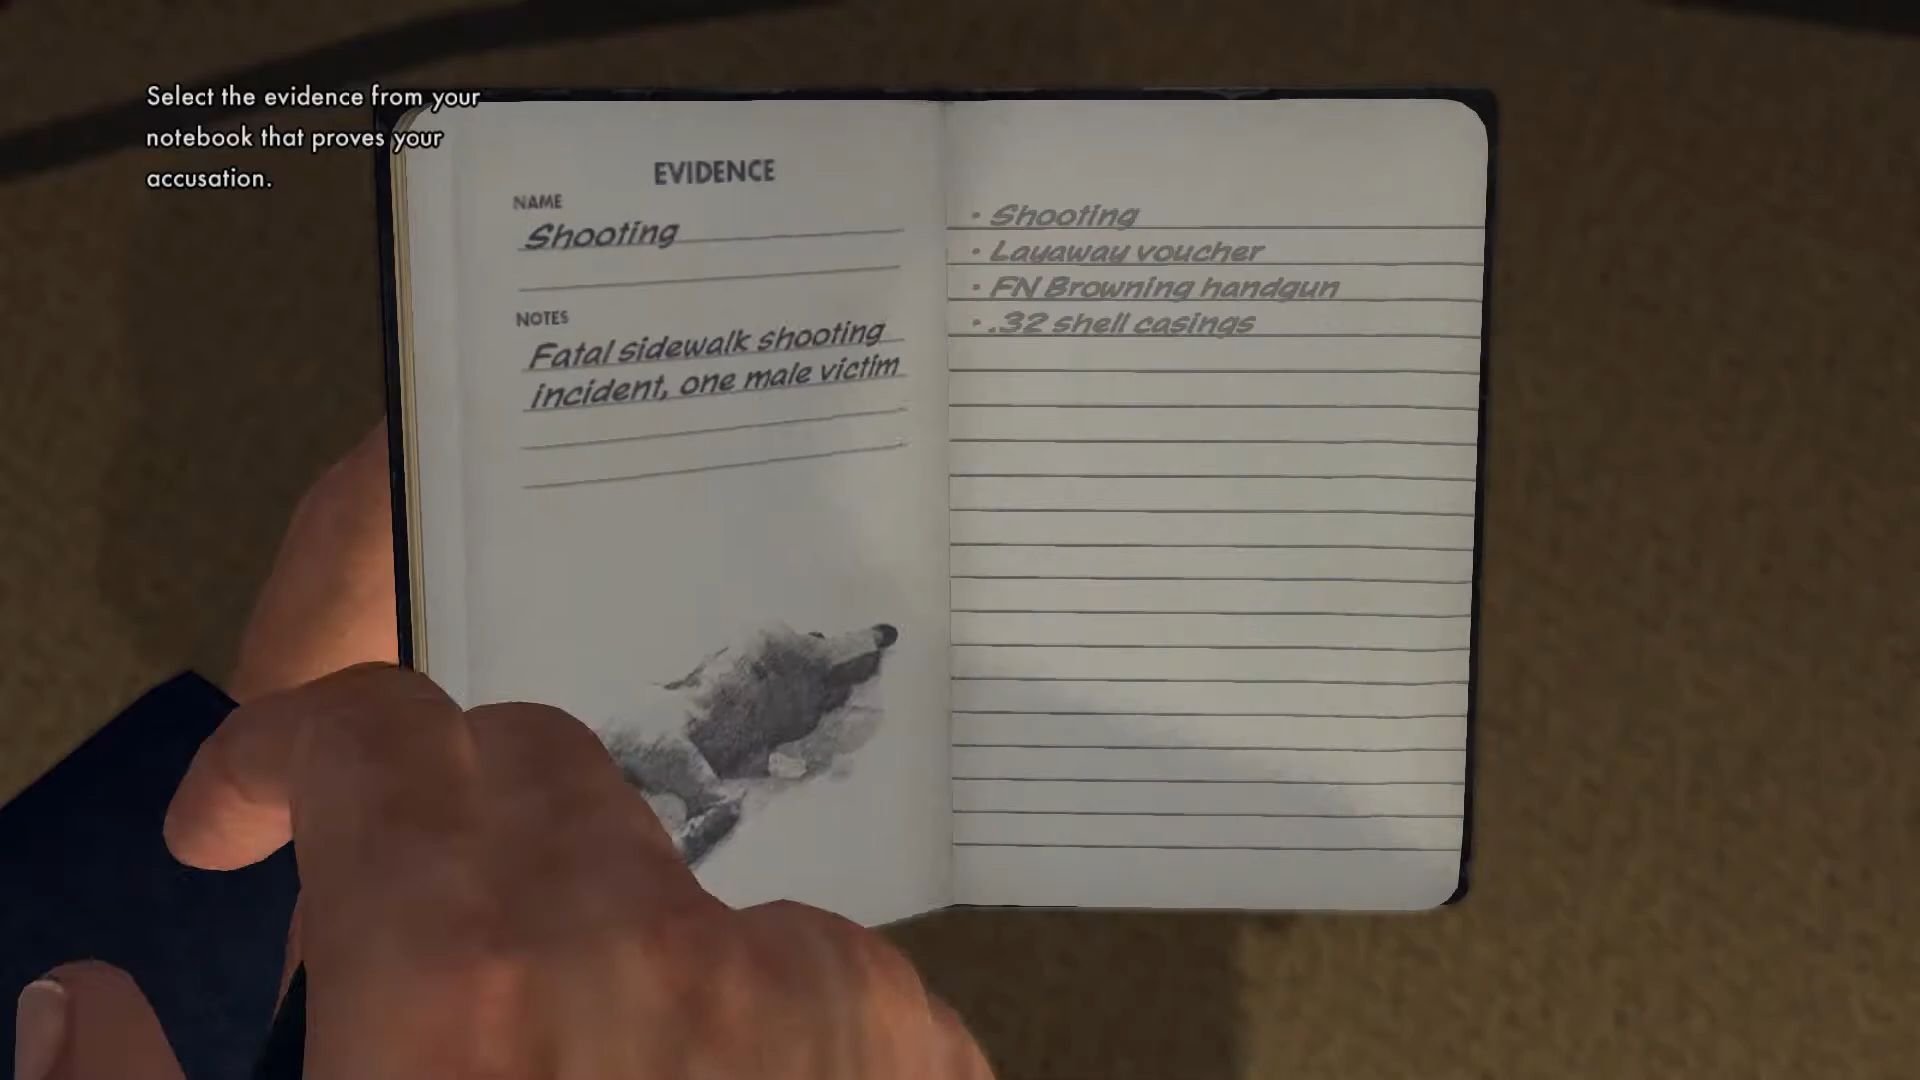 Select the evidence from your
notebook that proves your
accusation.
EVIDENCE
NAME
Shooting
NOTES
Fatal sidewalk shooting
incident, one male victim
• Shooting
• Layaway voucher
• FN Browning handgun
• .32 shell casings